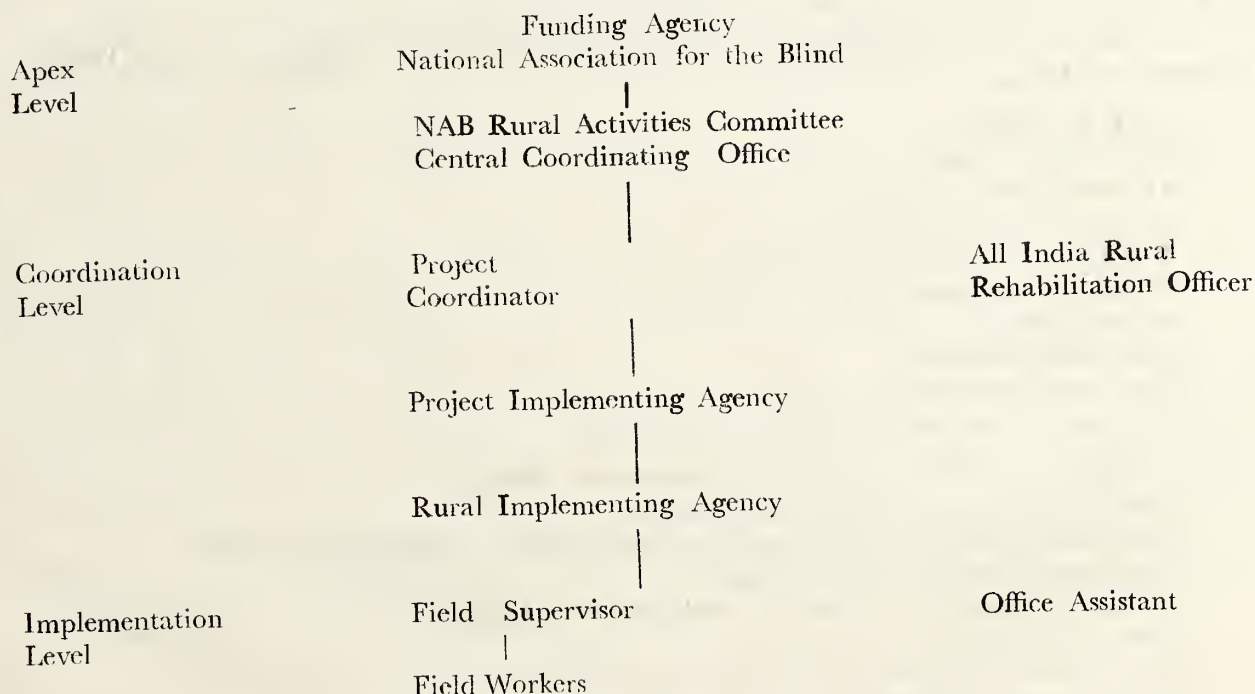 Funding Agency
Apex Level National Association for the Blind
NAB Rural Activities Committee
Central Coordinating Office
Coordination Level
Project Coordinator
All India Rural
Rehabilitation Officer
Project Implementing Agency
Rural Implementing Agency
Implementation Level
Field Supervisor
Office Assistant
Field Workers